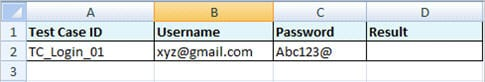 A B C D
1 Test Case ID Username Password Result
2 TC_Login_01 xyz@gmail.com Abc123@
3